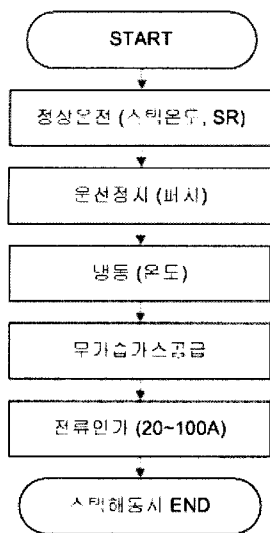 START
정상운전 (스택온도, SR)
운전정지 (퍼지)
냉동 (온도)
무가습가스공급
전류인가 (20~100A)
스택해동시 END